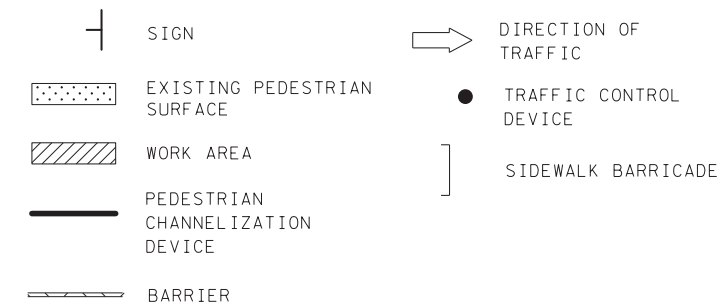 SIGN
EXISTING PEDESTRIAN
SURFACE
WORK AREA
PEDESTRIAN
CHANNELIZATION
DEVICE
BARRIER
DIRECTION OF
TRAFFIC
TRAFFIC CONTROL
DEVICE
SIDEWALK BARRICADE